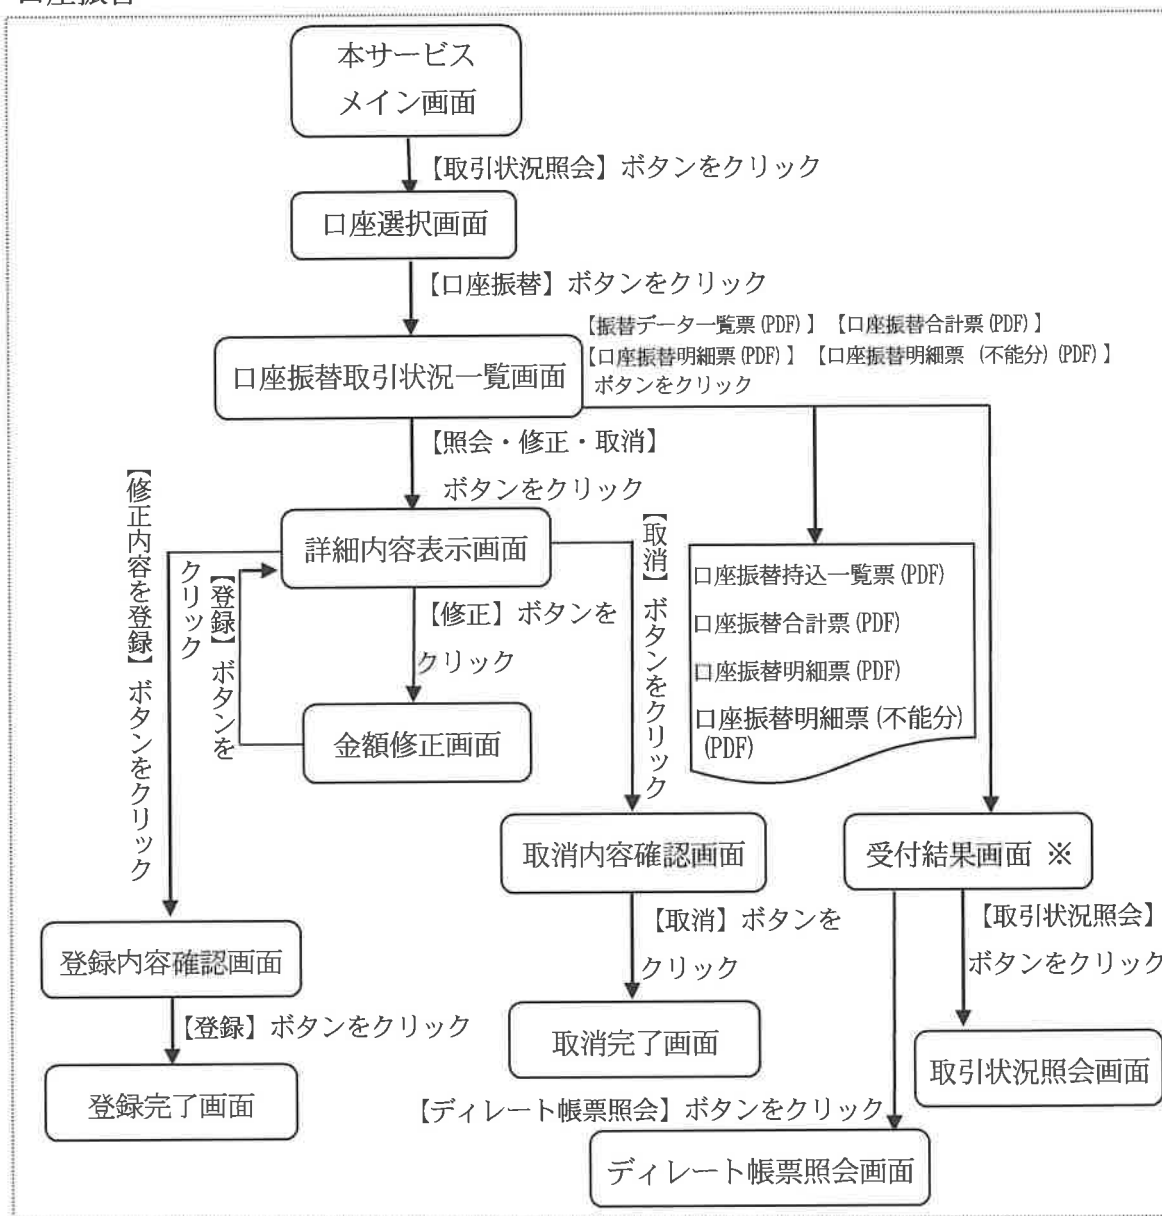 本サービス
メイン画面
【取引状況照会】ボタンをクリック
口座選択画面
【口座振替】ボタンをクリック
【振替データ一覧票(PDF)】【口座振替合計票(PDF)】
【口座振替明細票(PDF)】【口座振替明細票 (不能分)(PDF)】
ボタンをクリック
口座振替取引状況一覧画面
【照会・修正・取消】
ボタンをクリック
詳細内容表示画面
【修正内容を登録】ボタンをクリック
クリック
【登録】ボタンを
【修正】ボタンを
クリック
金額修正画面
【取消】ボタンをクリック
口座振替持込一覧票(PDF)
口座振替合計票(PDF)
口座振替明細票(PDF)
口座振替明細票(不能分)
(PDF)
取消内容確認画面
受付結果画面 ※
【取消】ボタンを
クリック
【取引状況照会】
ボタンをクリック
登録内容確認画面
【登録】ボタンをクリック
取消完了画面
取引状況照会画面
登録完了画面
【ディレート帳票照会】ボタンをクリック
ディレート帳票照会画面